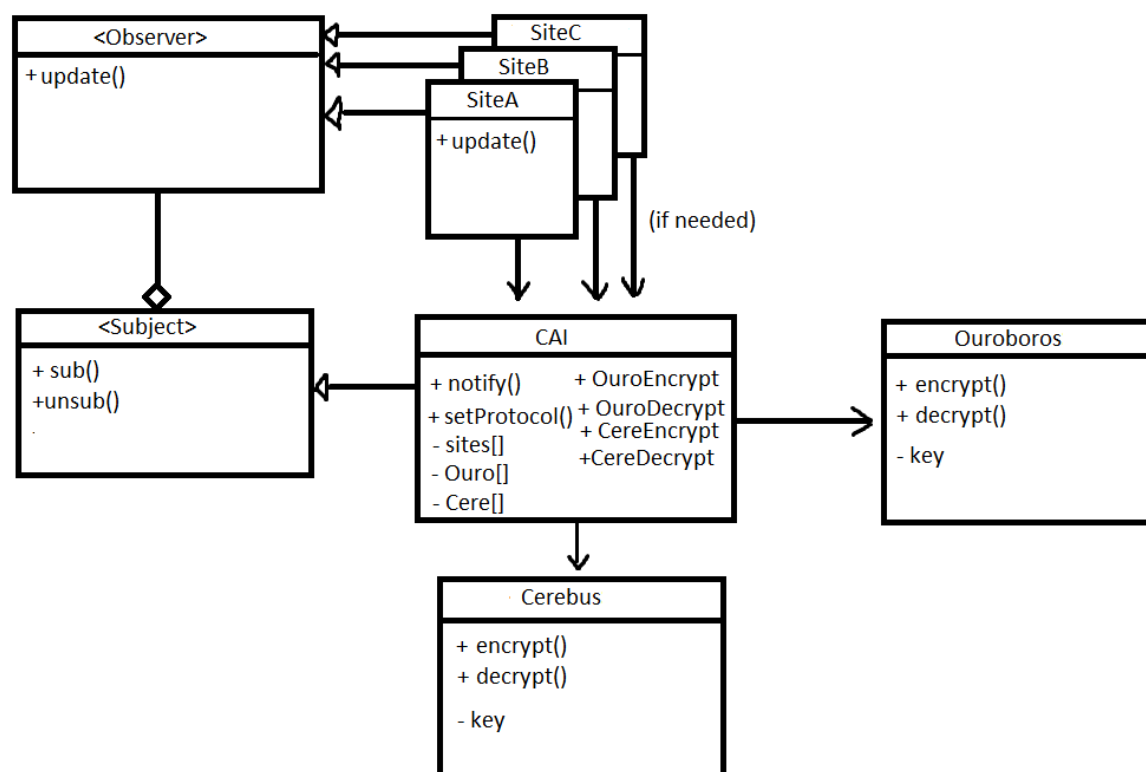 <Observer>
+ update()
SiteC
SiteB
SiteA
+ update()
(if needed)
<Subject>
+ sub()
+unsub()
CAI
+ notify()
+ setProtocol()
- sites[]
- Ouro[]
- Cere[]
+ OuroEncrypt
+ OuroDecrypt
+ CereEncrypt
+CereDecrypt
Ouroboros
+ encrypt()
+ decrypt()
- key
Cerebus
+ encrypt()
+ decrypt()
- key